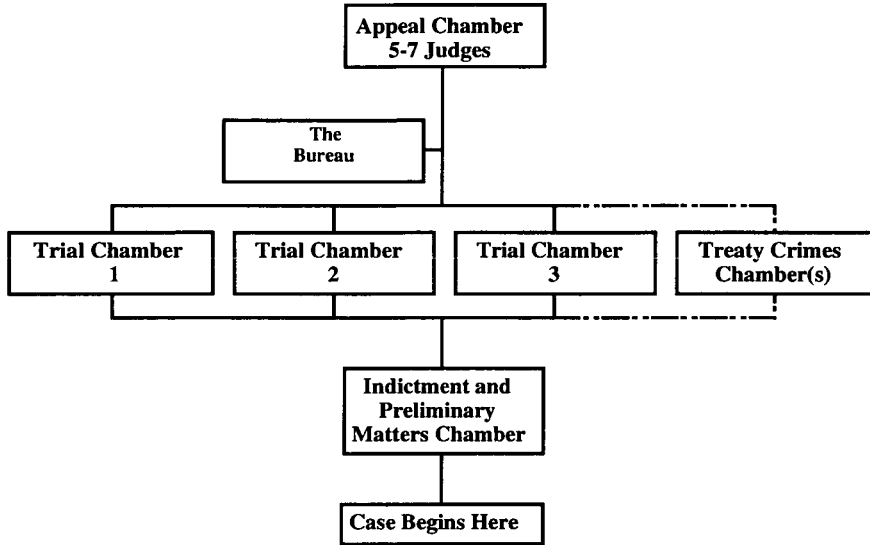 Appeal Chamber
5-7 Judges
The
Bureau
Trial Chamber
1
Trial Chamber
2
Trial Chamber
3
Treaty Crimes
Chamber(s)
Indictment and
Preliminary
Matters Chamber
Case Begins Here